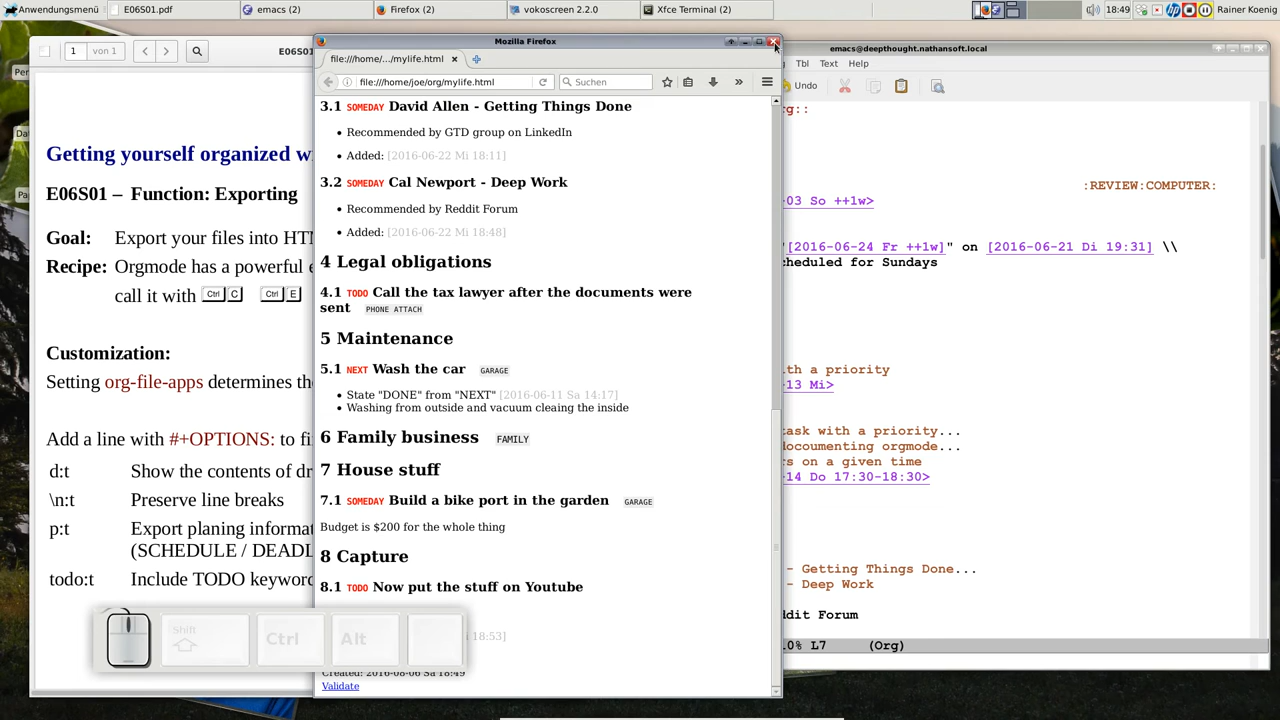 Anwendungsmenü
E06S01.pdf
emacs (2)
Firefox (2)
vokoscreen 2.2.0
Xfce Terminal (2)
18:49
Rainer Koenig
1 von 1
E06S01
Getting yourself organized w
E06S01 – Function: Exporting
Goal: Export your files into HT
Recipe: Orgmode has a powerful e
call it with Ctrl C Ctrl E
Customization:
Setting org-file-apps determines the
Add a line with #+OPTIONS: to fi
d:t Show the contents of dr
\n:t Preserve line breaks
p:t Export planing informat
(SCHEDULE / DEADL
todo:t Include TODO keyword
Shift
Ctrl
Alt
Mozilla Firefox
file:///home/.../mylife.html
file:///home/joe/org/mylife.html
Suchen
3.1 SOMEDAY David Allen - Getting Things Done
• Recommended by GTD group on LinkedIn
• Added: [2016-06-22 Mi 18:11]
3.2 SOMEDAY Cal Newport - Deep Work
• Recommended by Reddit Forum
• Added: [2016-06-22 Mi 18:48]
4 Legal obligations
4.1 TODO Call the tax lawyer after the documents were
sent PHONE ATTACH
5 Maintenance
5.1 NEXT Wash the car GARAGE
• State "DONE" from "NEXT" [2016-06-11 Sa 14:17]
• Washing from outside and vacuum cleaing the inside
6 Family business FAMILY
7 House stuff
7.1 SOMEDAY Build a bike port in the garden GARAGE
Budget is $200 for the whole thing
8 Capture
8.1 TODO Now put the stuff on Youtube
18:53]
Created: 2016-08-06 Sa 18:49
Validate
emacs@deepthought.nathansoft.org
Tbl Text Help
Undo
rg::
:REVIEW:COMPUTER:
-03 So ++1w>
"[2016-06-24 Fr ++1w]" on [2016-06-21 Di 19:31] \\
cheduled for Sundays
th a priority
13 Mi>
task with a priority...
documenting orgmode...
rs on a given time
14 Do 17:30-18:30>
- Getting Things Done...
- Deep Work
ddit Forum
10% L7 (Org)